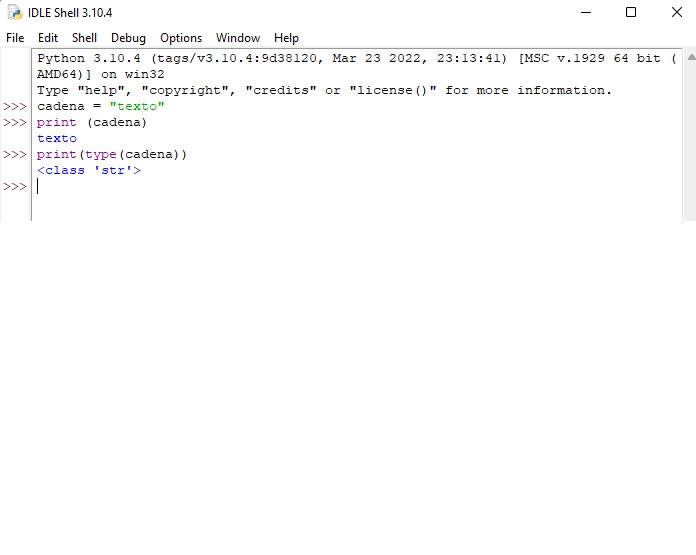 IDLE Shell 3.10.4
File Edit Shell Debug Options Window Help
Python 3.10.4 (tags/v3.10.4:9d38120, Mar 23 2022, 23:13:41) [MSC v.1929 64 bit (
AMD64)] on win32
Type "help", "copyright", "credits" or "license()" for more information.
>>> cadena = "texto"
>>> print (cadena)
texto
>>> print(type(cadena))
<class 'str'>
>>>